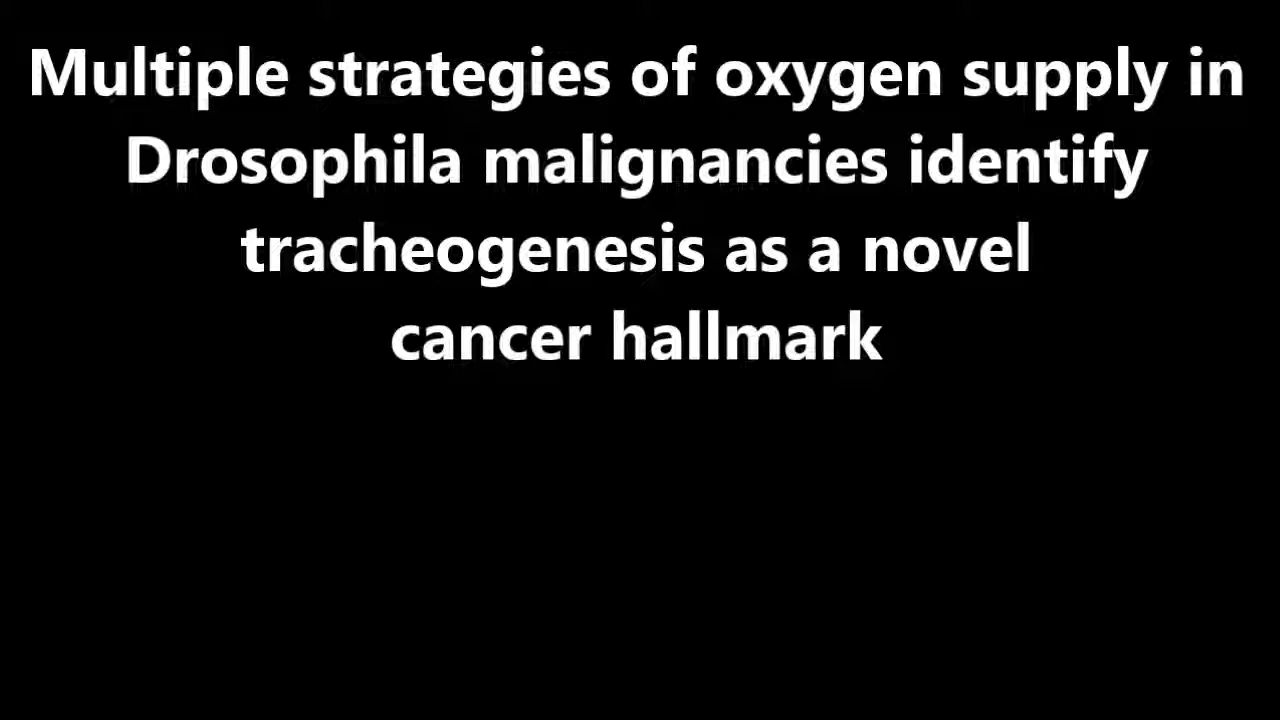 Multiple strategies of oxygen supply in
Drosophila malignancies identify
tracheogenesis as a novel
cancer hallmark